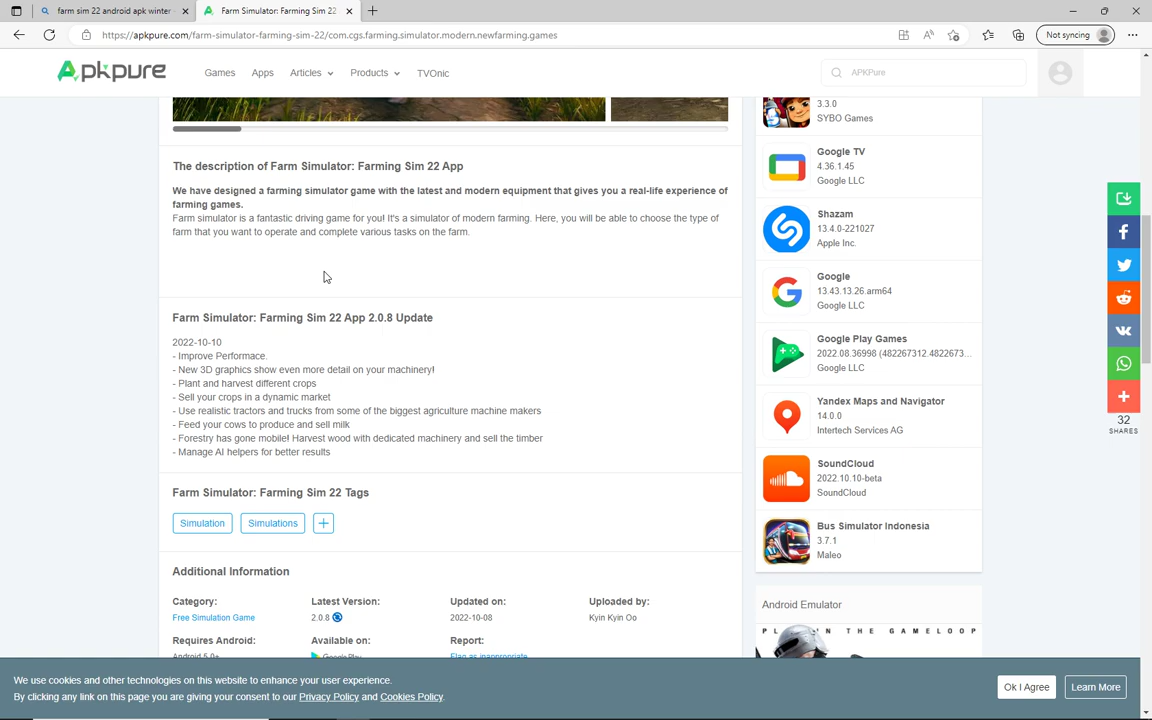 farm sim 22 android apk winter
Farm Simulator: Farming Sim 22
https://apkpure.com/farm-simulator-farming-sim-22/com.cgs.farming.simulator.modern.newfarming.games
Not syncing
Apkpure
Games
Apps
Articles
Products
TVOnic
APKPure
The description of Farm Simulator: Farming Sim 22 App
We have designed a farming simulator game with the latest and modern equipment that gives you a real-life experience of
farming games.
Farm simulator is a fantastic driving game for you! It's a simulator of modern farming. Here, you will be able to choose the type of
farm that you want to operate and complete various tasks on the farm.
Farm Simulator: Farming Sim 22 App 2.0.8 Update
2022-10-10
- Improve Performace.
- New 3D graphics show even more detail on your machinery!
- Plant and harvest different crops
- Sell your crops in a dynamic market
- Use realistic tractors and trucks from some of the biggest agriculture machine makers
- Feed your cows to produce and sell milk
- Forestry has gone mobile! Harvest wood with dedicated machinery and sell the timber
- Manage AI helpers for better results
Farm Simulator: Farming Sim 22 Tags
Simulation
Simulations
+
Additional Information
Category:
Free Simulation Game
Latest Version:
2.0.8
Updated on:
2022-10-08
Uploaded by:
Kyin Kyin Oo
Requires Android:
Android 5.0+
Available on:
Google Play
Report:
Flag as inappropriate
3.3.0
SYBO Games
Google TV
4.36.1.45
Google LLC
Shazam
13.4.0-221027
Apple Inc.
Google
13.43.13.26.arm64
Google LLC
Google Play Games
2022.08.36998 (482267312.4822673...
Google LLC
Yandex Maps and Navigator
14.0.0
Intertech Services AG
SoundCloud
2022.10.10-beta
SoundCloud
Bus Simulator Indonesia
3.7.1
Maleo
Android Emulator
32
SHARES
We use cookies and other technologies on this website to enhance your user experience.
By clicking any link on this page you are giving your consent to our Privacy Policy and Cookies Policy.
Ok I Agree
Learn More